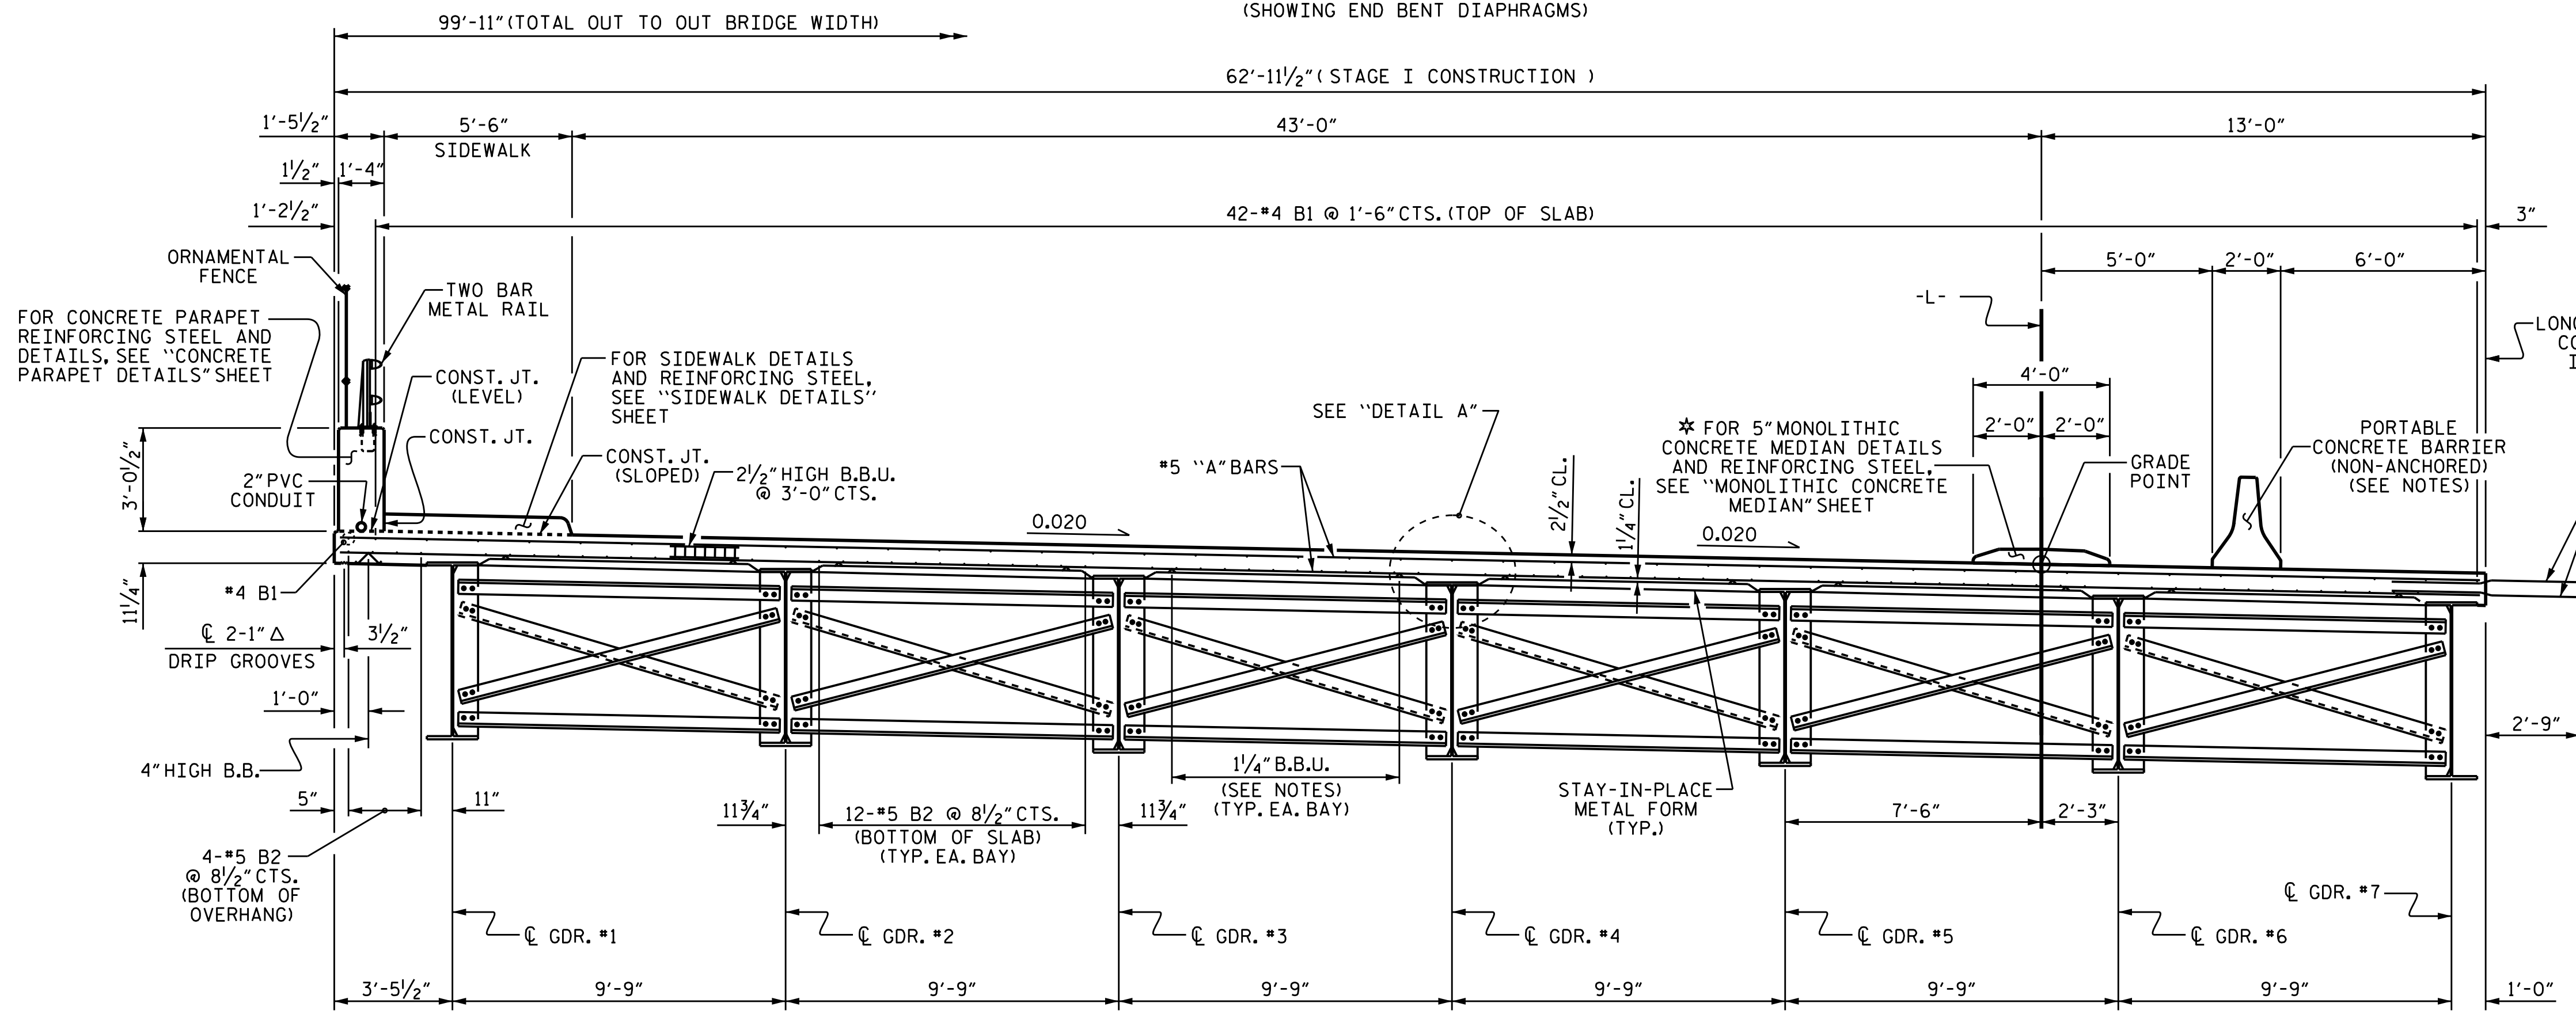 (SHOWING END BENT DIAPHRAGMS)
99'-11"(TOTAL OUT TO OUT BRIDGE WIDTH)
62'-11½"( STAGE I CONSTRUCTION )
1'-5½"
5'-6"
SIDEWALK
43'-0"
13'-0"
1½"
1'-4"
1'-2½"
42-#4 B1 @ 1'-6"CTS.(TOP OF SLAB)
3"
ORNAMENTAL
FENCE
5'-0"
2'-0"
6'-0"
TWO BAR
METAL RAIL
-L-
FOR CONCRETE PARAPET
REINFORCING STEEL AND
DETAILS, SEE ‘‘CONCRETE
PARAPET DETAILS"SHEET
CONST. JT.
(LEVEL)
FOR SIDEWALK DETAILS
AND REINFORCING STEEL,
SEE ‘‘SIDEWALK DETAILS''
SHEET
4'-0"
SEE ‘‘DETAIL A"
2'-0"
2'-0"
☆ FOR 5"MONOLITHIC
CONCRETE MEDIAN DETAILS
AND REINFORCING STEEL,
SEE ‘‘MONOLITHIC CONCRETE
MEDIAN"SHEET
PORTABLE
CONCRETE BARRIER
(NON-ANCHORED)
(SEE NOTES)
CONST. JT.
CONST. JT.
(SLOPED)
2½"HIGH B.B.U.
@ 3'-0"CTS.
#5 ‘‘A"BARS
GRADE
POINT
3'-0½"
2"PVC
CONDUIT
2½"CL.
1¼"CL.
0.020
0.020
11¼"
#4 B1
℄ 2-1" △
DRIP GROOVES
3½"
1'-0"
4"HIGH B.B.
2'-9"
1¼"B.B.U.
(SEE NOTES)
(TYP. EA. BAY)
STAY-IN-PLACE
METAL FORM
(TYP.)
5"
11"
11¾"
12-#5 B2 @ 8½"CTS.
(BOTTOM OF SLAB)
(TYP. EA. BAY)
11¾"
7'-6"
2'-3"
4-#5 B2
@ 8½"CTS.
(BOTTOM OF
OVERHANG)
℄ GDR. #1
℄ GDR. #2
℄ GDR. #3
℄ GDR. #4
℄ GDR. #5
℄ GDR. #6
℄ GDR. #7
3'-5½"
9'-9"
9'-9"
9'-9"
9'-9"
9'-9"
9'-9"
1'-0"